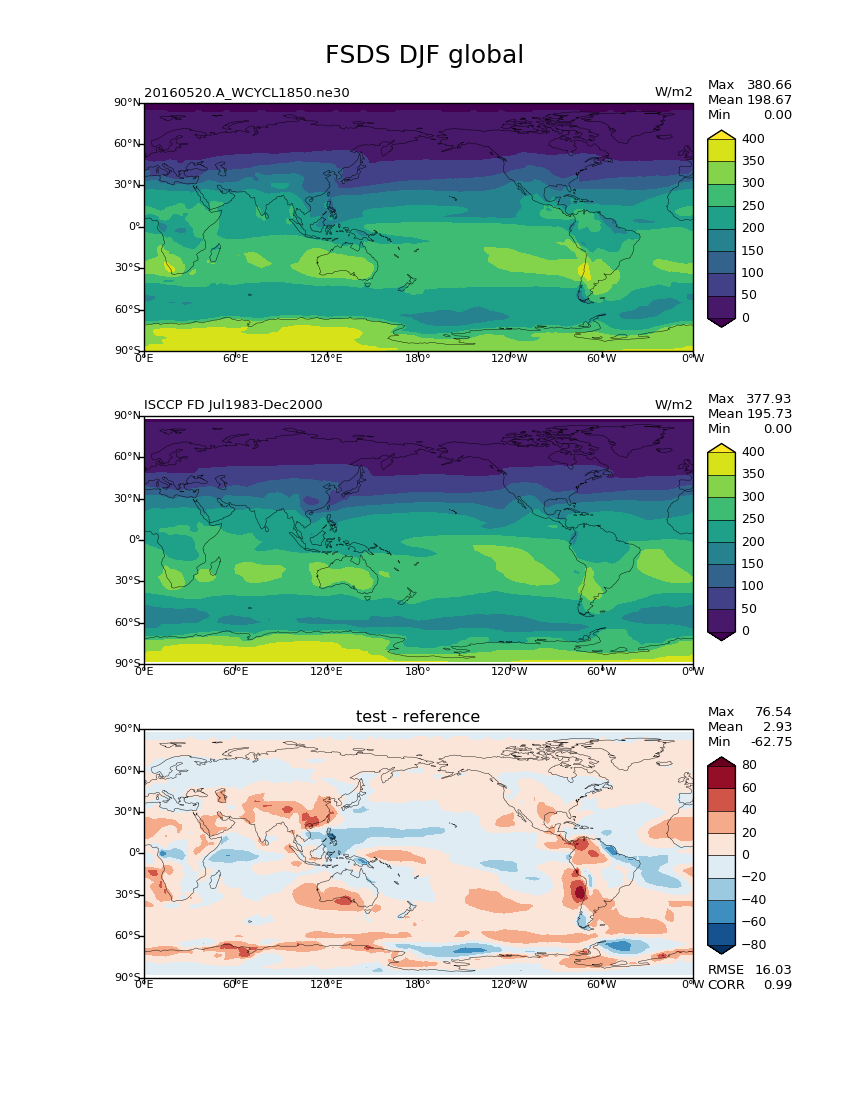 FSDS DJF global
20160520.A_WCYCL1850.ne30 W/m2
Max 380.66
Mean 198.67
Min 0.00
90°N
60°N
30°N
0°
30°S
60°S
90°S
0°E 60°E 120°E 180° 120°W 60°W 0°W
400
350
300
250
200
150
100
50
0
ISCCP FD Jul1983-Dec2000 W/m2
Max 377.93
Mean 195.73
Min 0.00
90°N
60°N
30°N
0°
30°S
60°S
90°S
0°E 60°E 120°E 180° 120°W 60°W 0°W
400
350
300
250
200
150
100
50
0
test - reference
Max 76.54
Mean 2.93
Min -62.75
90°N
60°N
30°N
0°
30°S
60°S
90°S
0°E 60°E 120°E 180° 120°W 60°W 0°W
80
60
40
20
0
−20
−40
−60
−80
RMSE 16.03
CORR 0.99